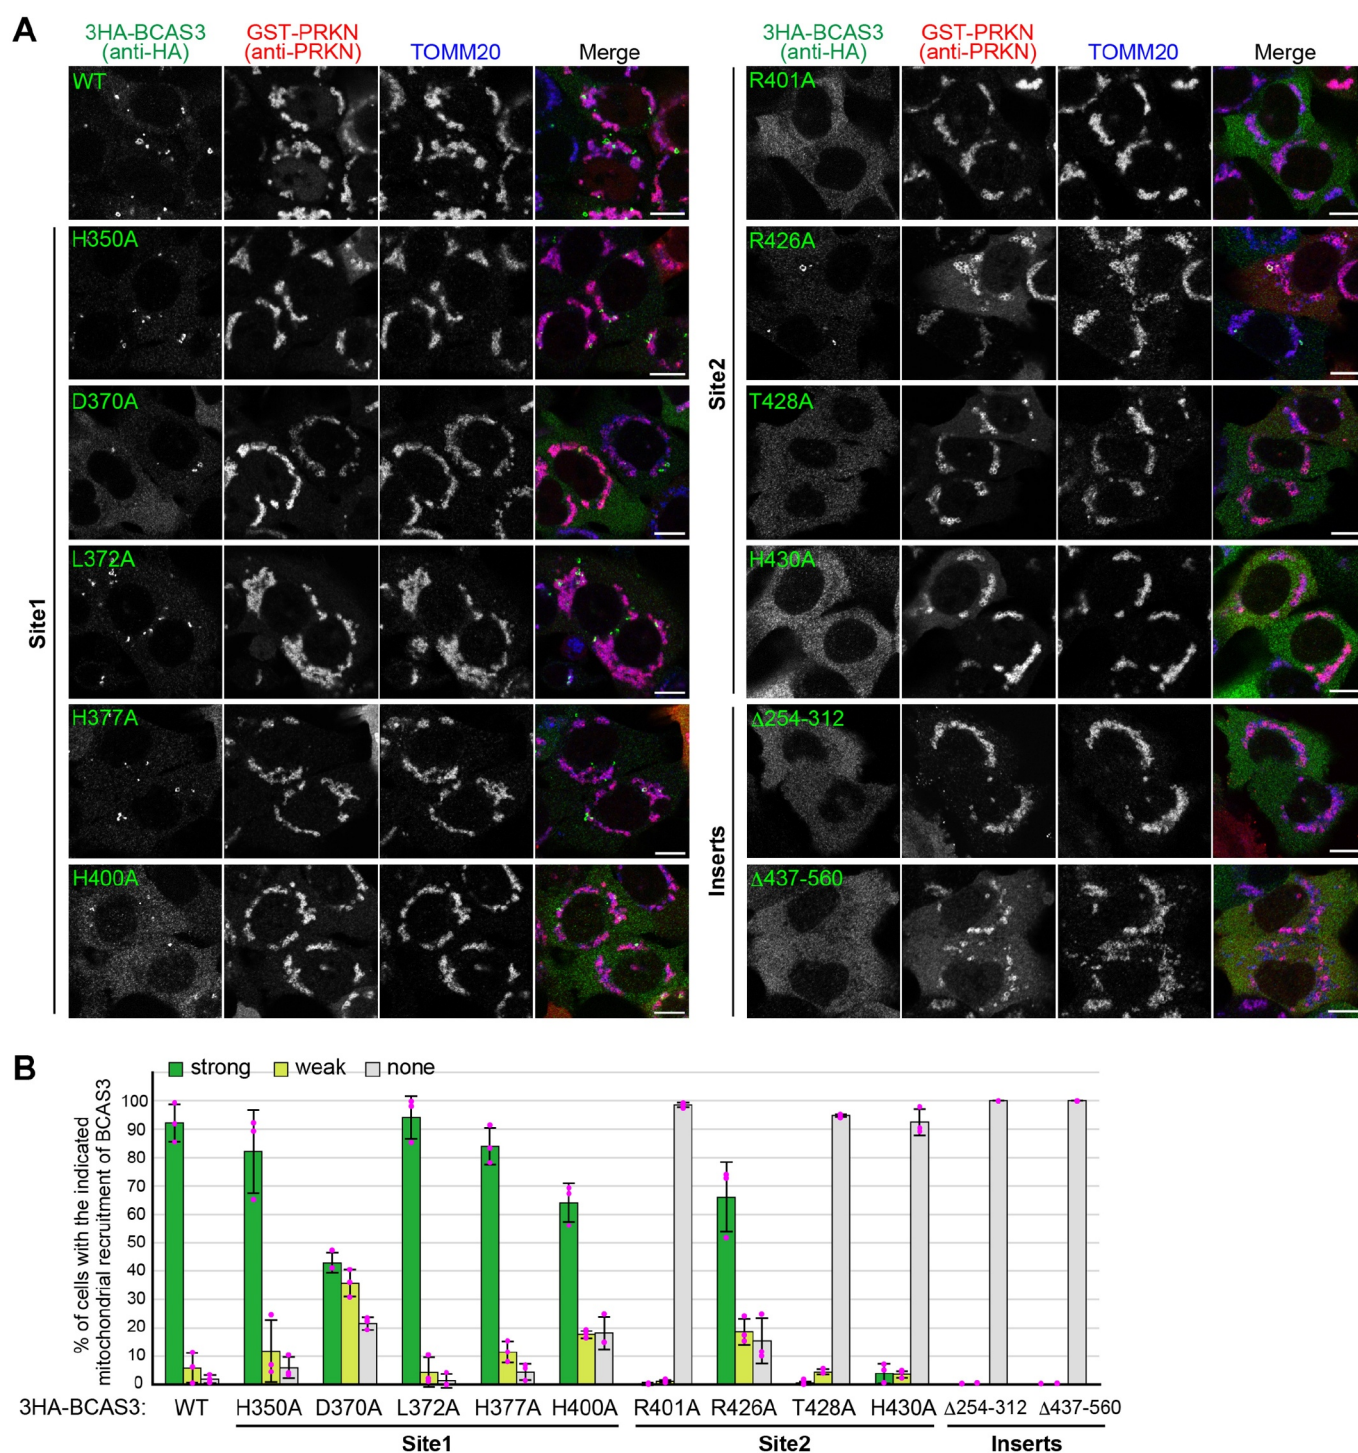 A
3HA-BCAS3
(anti-HA)
GST-PRKN
(anti-PRKN)
TOMM20
Merge
3HA-BCAS3
(anti-HA)
GST-PRKN
(anti-PRKN)
TOMM20
Merge
WT
Site1
H350A
D370A
L372A
H377A
H400A
Site2
R401A
R426A
T428A
H430A
Inserts
Δ254-312
Δ437-560
B
strong
weak
none
% of cells with the indicated
mitochondrial recruitment of BCAS3
100
90
80
70
60
50
40
30
20
10
0
3HA-BCAS3: WT H350A D370A L372A H377A H400A R401A R426A T428A H430A Δ254-312 Δ437-560
Site1 Site2 Inserts